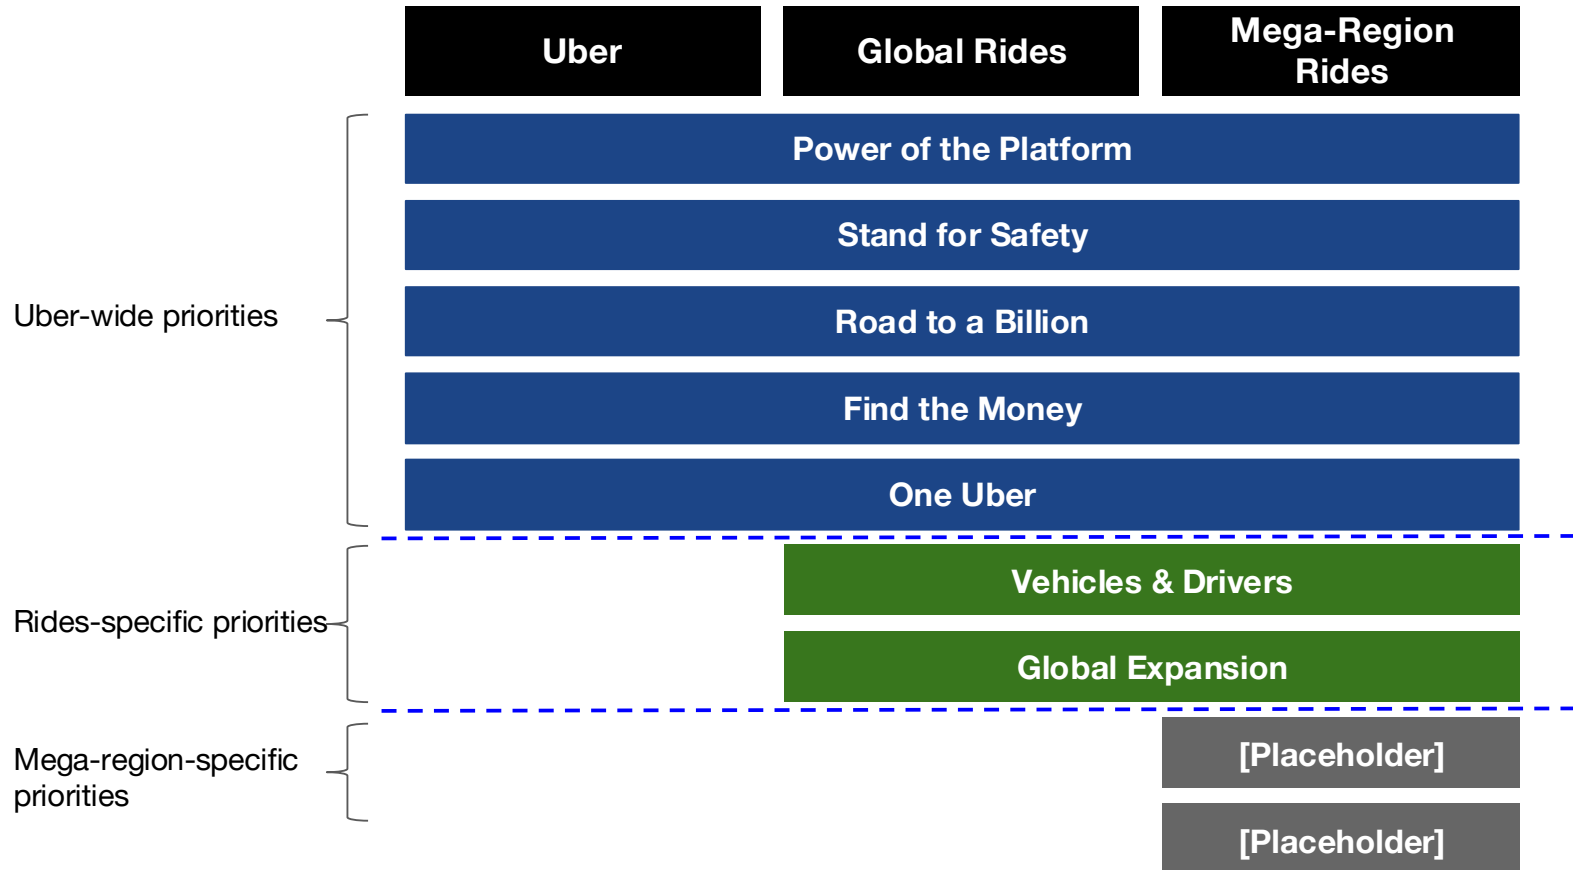 Uber
Global Rides
Mega-Region
Rides
Uber-wide priorities
Power of the Platform
Stand for Safety
Road to a Billion
Find the Money
One Uber
Rides-specific priorities
Vehicles & Drivers
Global Expansion
Mega-region-specific
priorities
[Placeholder]
[Placeholder]